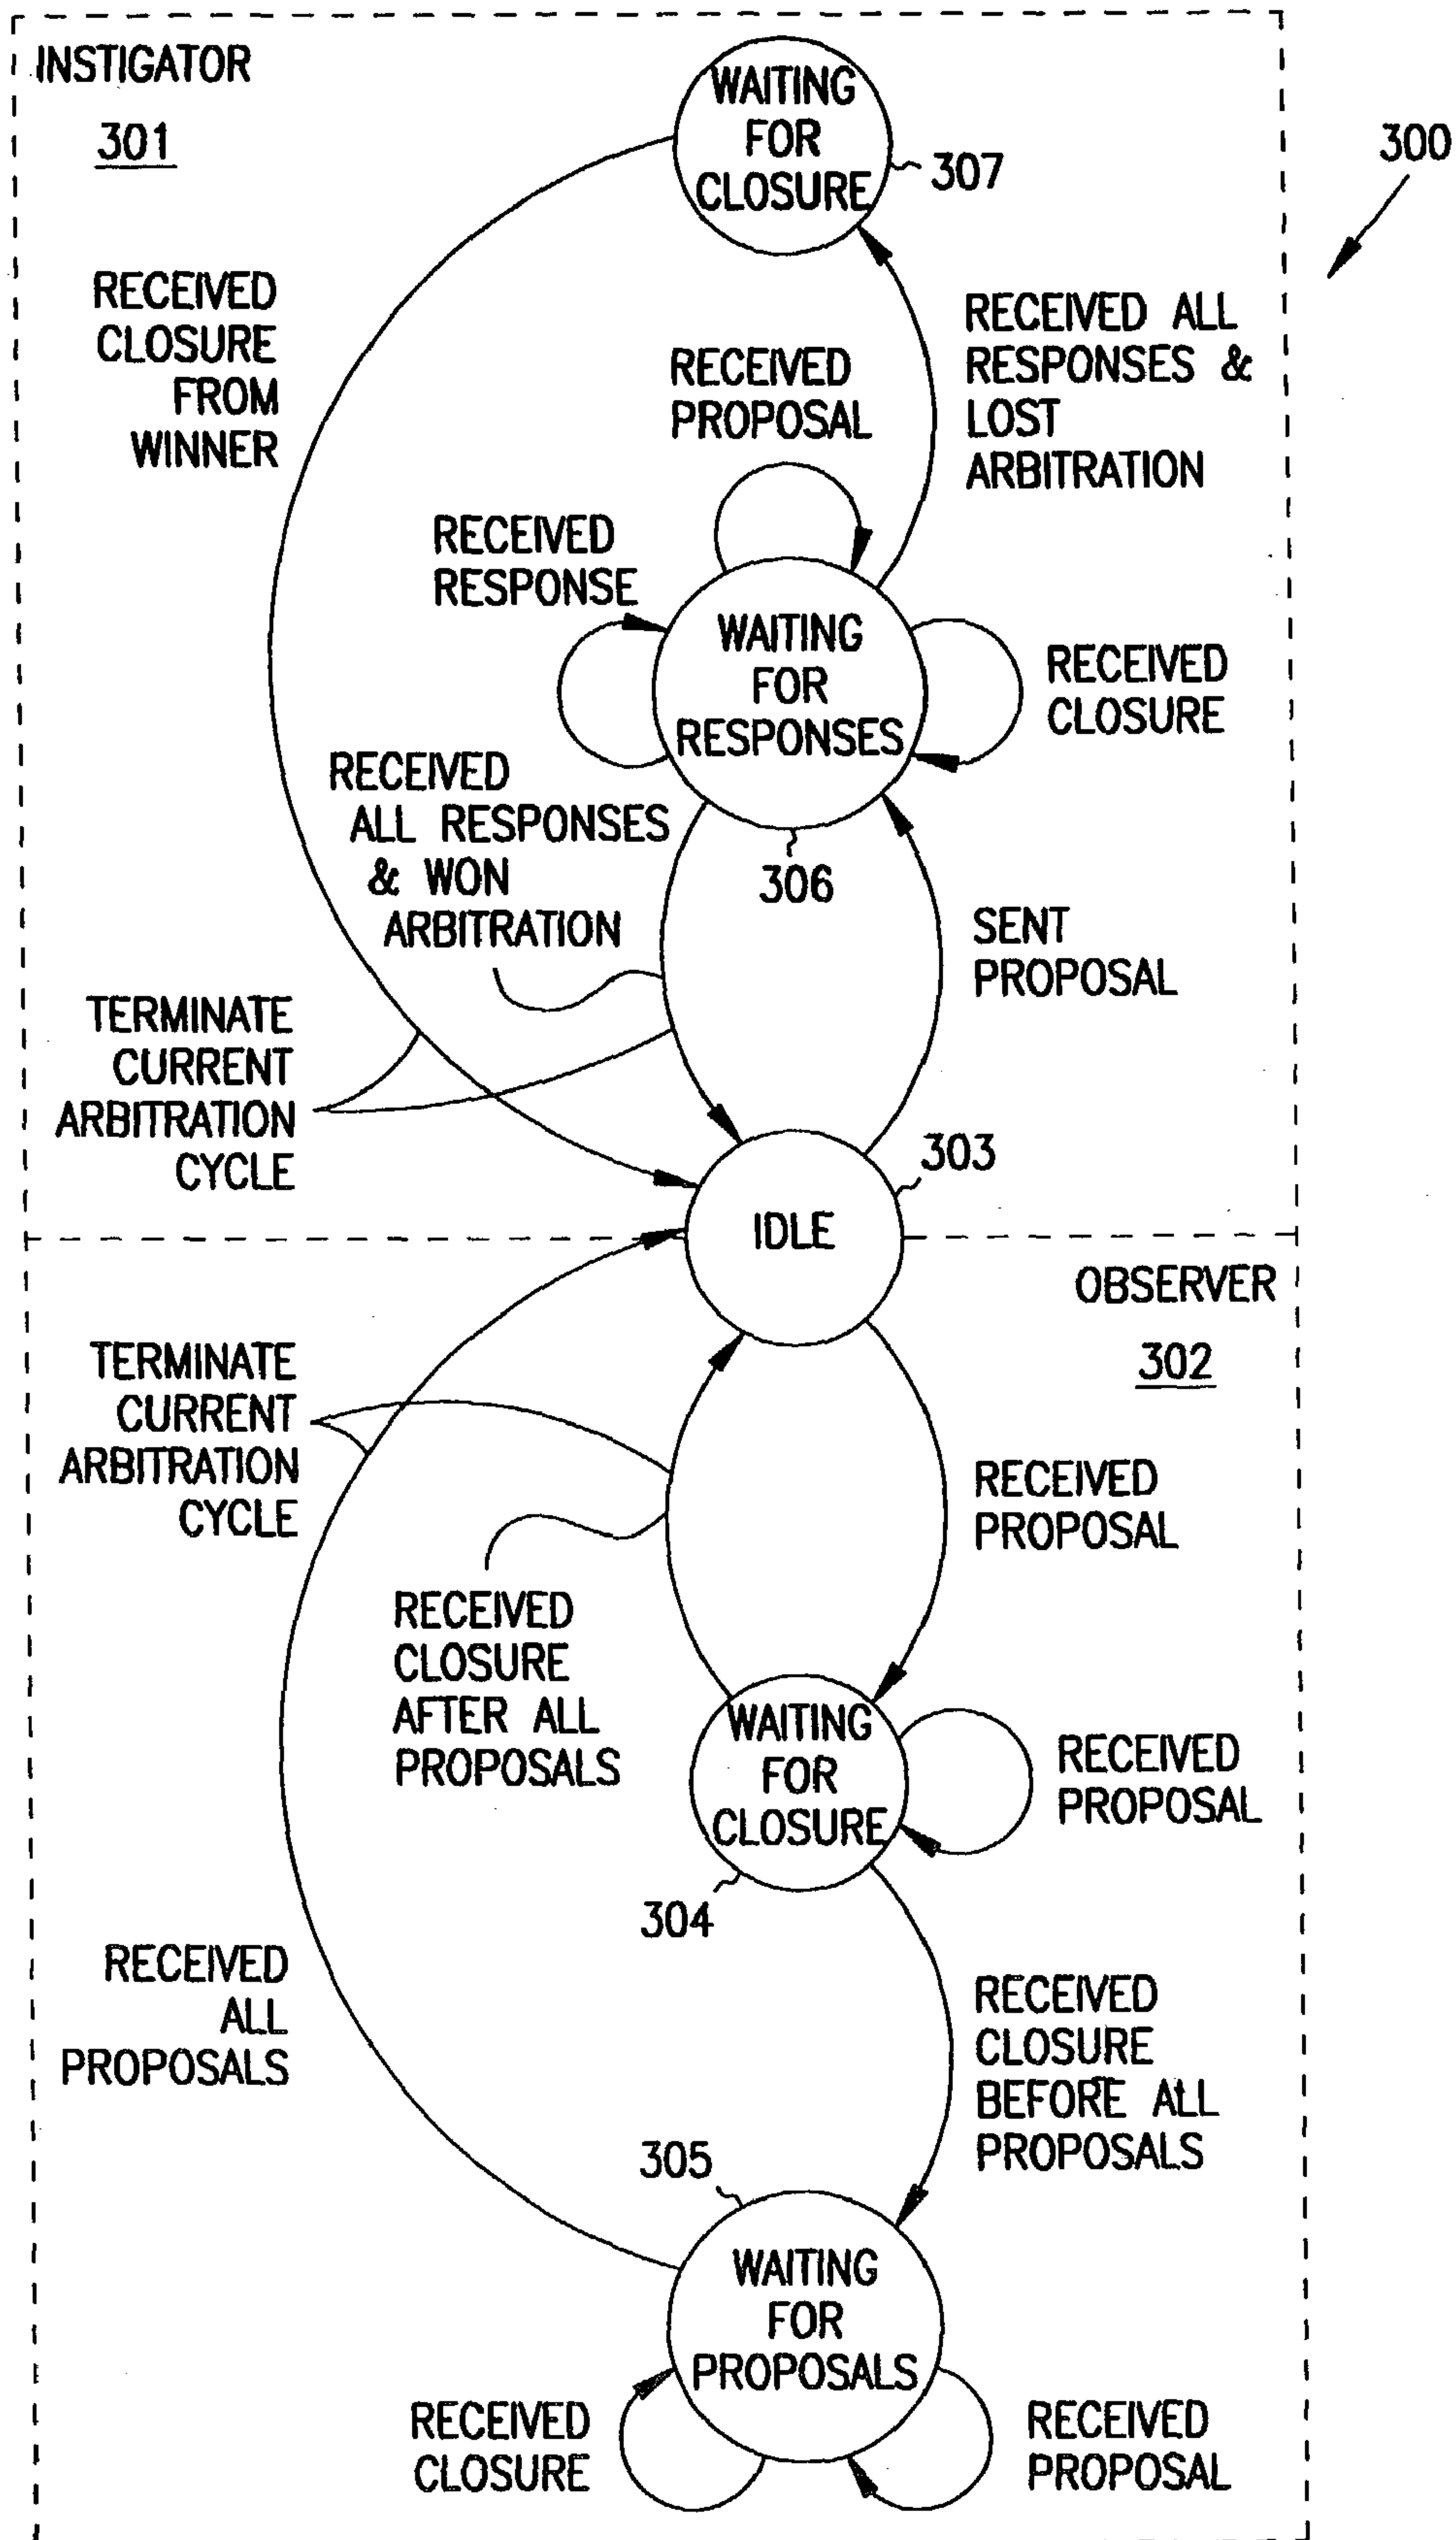 INSTIGATOR
301
300
WAITING
FOR
CLOSURE
307
RECEIVED
CLOSURE
FROM
WINNER
RECEIVED ALL
RESPONSES &
LOST
ARBITRATION
RECEIVED
PROPOSAL
RECEIVED
RESPONSE
WAITING
FOR
RESPONSES
306
RECEIVED
CLOSURE
RECEIVED
ALL RESPONSES
& WON
ARBITRATION
SENT
PROPOSAL
TERMINATE
CURRENT
ARBITRATION
CYCLE
303
IDLE
OBSERVER
302
TERMINATE
CURRENT
ARBITRATION
CYCLE
RECEIVED
PROPOSAL
RECEIVED
CLOSURE
AFTER ALL
PROPOSALS
WAITING
FOR
CLOSURE
304
RECEIVED
PROPOSAL
RECEIVED
ALL
PROPOSALS
RECEIVED
CLOSURE
BEFORE ALL
PROPOSALS
305
WAITING
FOR
PROPOSALS
RECEIVED
CLOSURE
RECEIVED
PROPOSAL